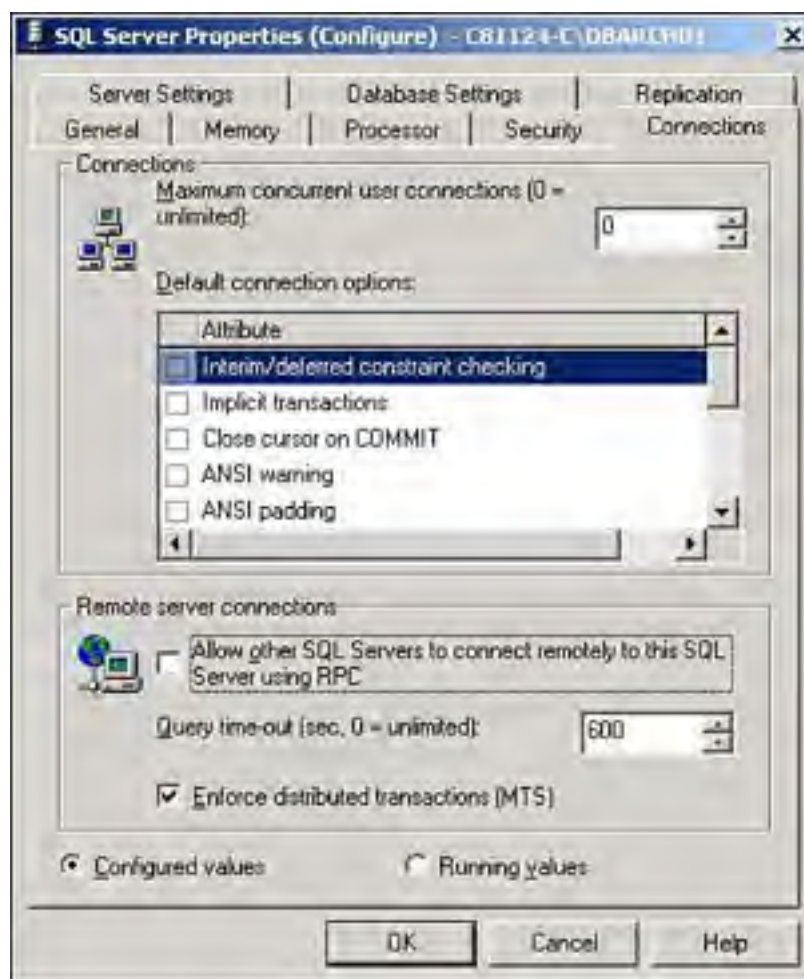 SQL Server Properties (Configure) - C81124-C\DBARCH01
Server Settings
Database Settings
Replication
General
Memory
Processor
Security
Connections
Connections
Maximum concurrent user connections (0 =
unlimited):
0
Default connection options:
Attribute
Interim/deferred constraint checking
Implicit transactions
Close cursor on COMMIT
ANSI warning
ANSI padding
Remote server connections
Allow other SQL Servers to connect remotely to this SQL
Server using RPC
Query time-out (sec, 0 = unlimited):
600
Enforce distributed transactions (MTS)
Configured values
Running values
OK
Cancel
Help